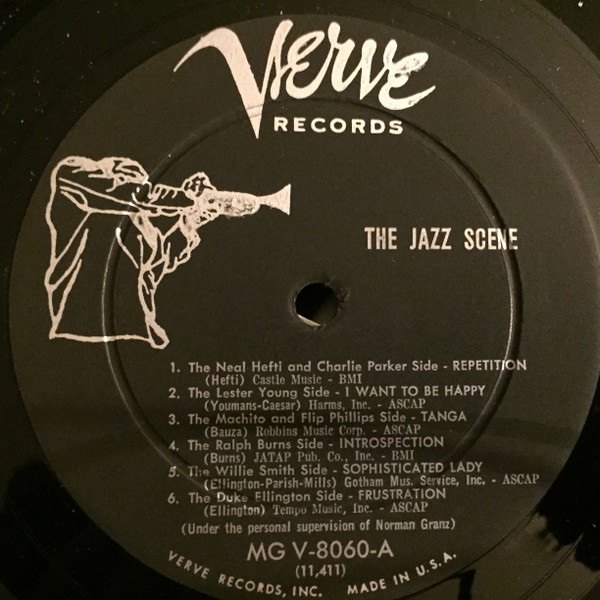 Verve
RECORDS
THE JAZZ SCENE
1. The Neal Hefti and Charlie Parker Side - REPETITION
(Hefti) Castle Music - BMI
2. The Lester Young Side - I WANT TO BE HAPPY
(Youmans-Caesar) Harms, Inc. - ASCAP
3. The Machito and Flip Phillips Side - TANGA
(Bauza) Robbins Music Corp. - ASCAP
4. The Ralph Burns Side - INTROSPECTION
(Burns) JATAP Pub. Co., Inc. - BMI
5. The Willie Smith Side - SOPHISTICATED LADY
(Ellington-Parish-Mills) Gotham Mus. Service, Inc. - ASCAP
6. The Duke Ellington Side - FRUSTRATION
(Ellington) Tempo Music, Inc. - ASCAP
(Under the personal supervision of Norman Granz)
MG V-8060-A
(11,411)
VERVE RECORDS, INC. MADE IN U.S.A.